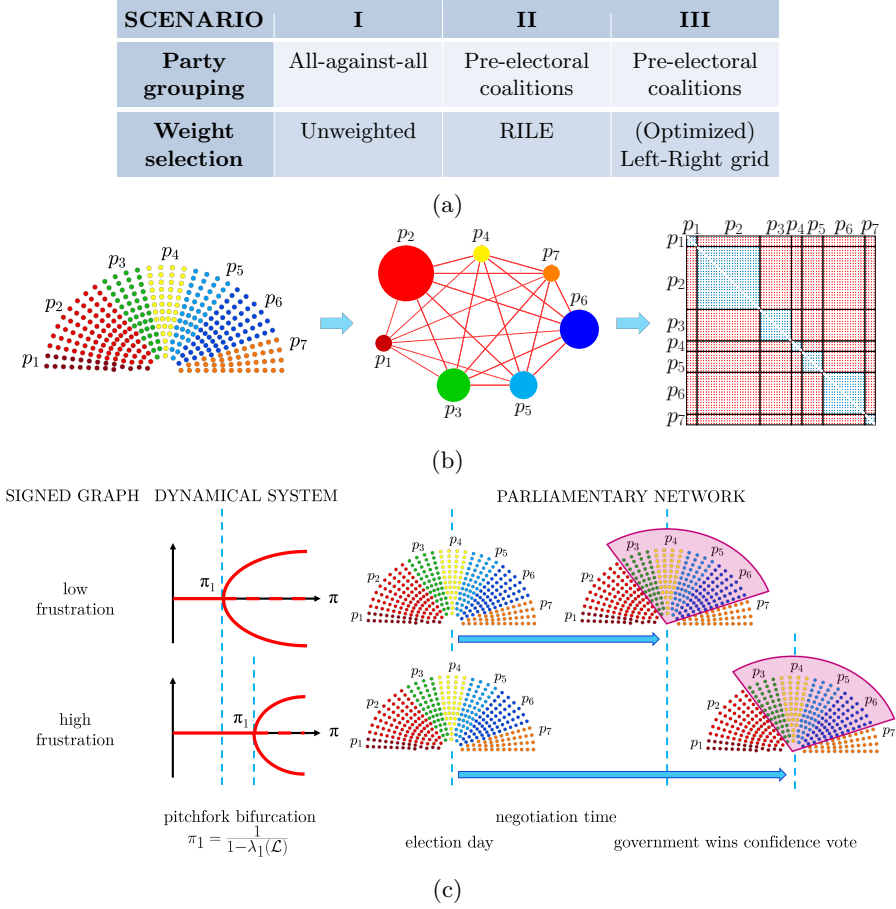 SCENARIO I II III
Party grouping All-against-all Pre-electoral coalitions Pre-electoral coalitions
Weight selection Unweighted RILE (Optimized) Left-Right grid
(a)
p1 p2 p3 p4 p5 p6 p7
p1 p2 p4 p7 p6 p5 p3
p1 p2 p3 p4 p5 p6 p7
p1
p2
p3
p4
p5
p6
p7
(b)
SIGNED GRAPH DYNAMICAL SYSTEM PARLIAMENTARY NETWORK
low frustration
π1 π
p1 p2 p3 p4 p5 p6 p7
p1 p2 p3 p4 p5 p6 p7
high frustration
π1 π
p1 p2 p3 p4 p5 p6 p7
p1 p2 p3 p4 p5 p6 p7
pitchfork bifurcation
π1 = 1/(1−λ1(ℒ))
negotiation time
election day
government wins confidence vote
(c)